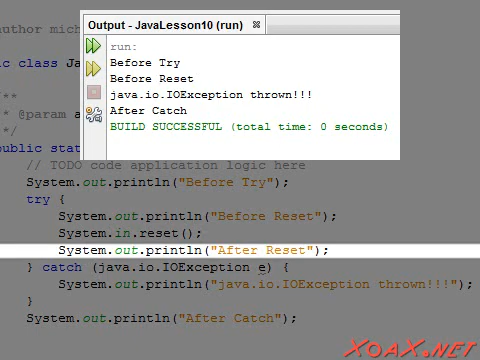 Output - JavaLesson10 (run)
run:
Before Try
Before Reset
java.io.IOException thrown!!!
After Catch
BUILD SUCCESSFUL (total time: 0 seconds)
author mich
ic class Ja
/**
* @param a
*/
public stat
// TODO code application logic here
System.out.println("Before Try");
try {
System.out.println("Before Reset");
System.in.reset();
System.out.println("After Reset");
} catch (java.io.IOException e) {
System.out.println("java.io.IOException thrown!!!");
}
System.out.println("After Catch");
XoaX.NET